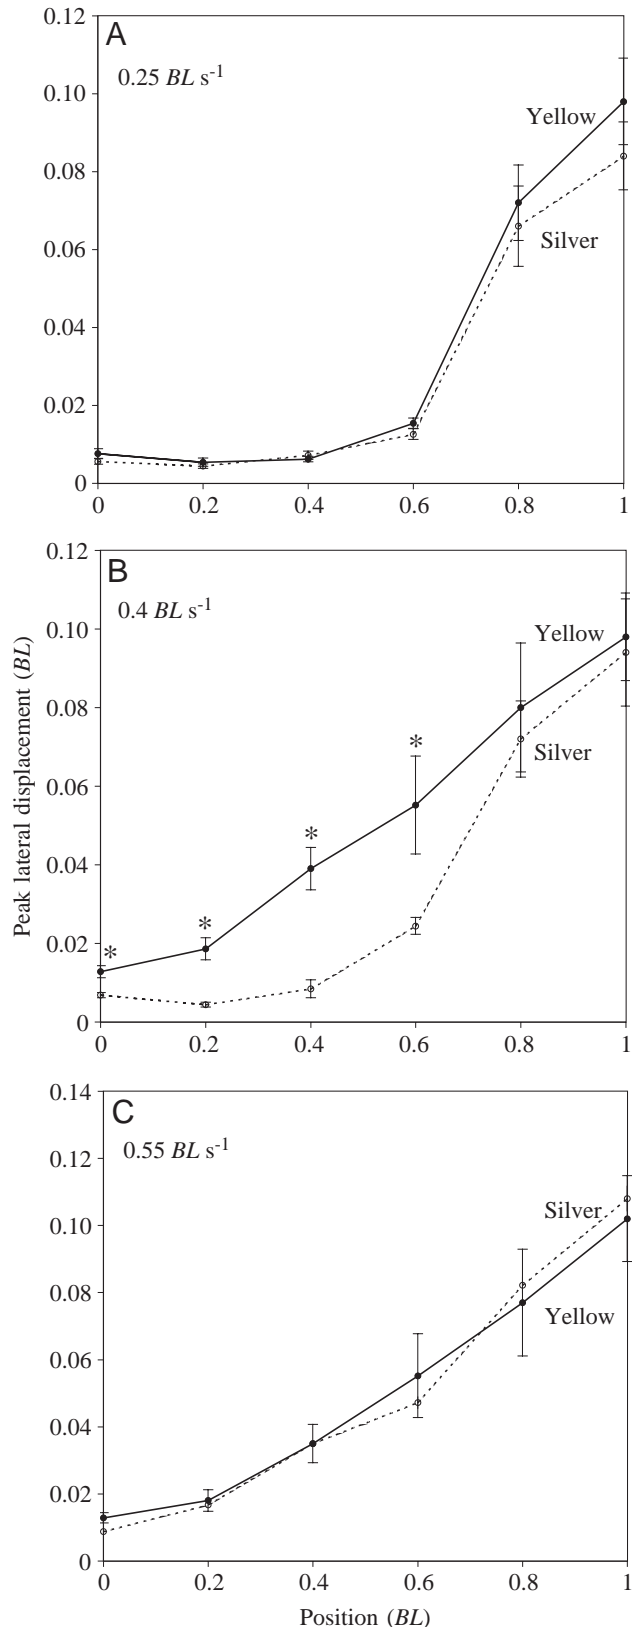 A
0.25 BL s-1
0.12
0.10
0.08
0.06
0.04
0.02
0
Yellow
Silver
0 0.2 0.4 0.6 0.8 1
B
0.4 BL s-1
0.12
0.10
0.08
0.06
0.04
0.02
0
Yellow
Silver
* * * *
0 0.2 0.4 0.6 0.8 1
Peak lateral displacement (BL)
C
0.55 BL s-1
0.14
0.12
0.10
0.08
0.06
0.04
0.02
0
Silver
Yellow
0 0.2 0.4 0.6 0.8 1
Position (BL)